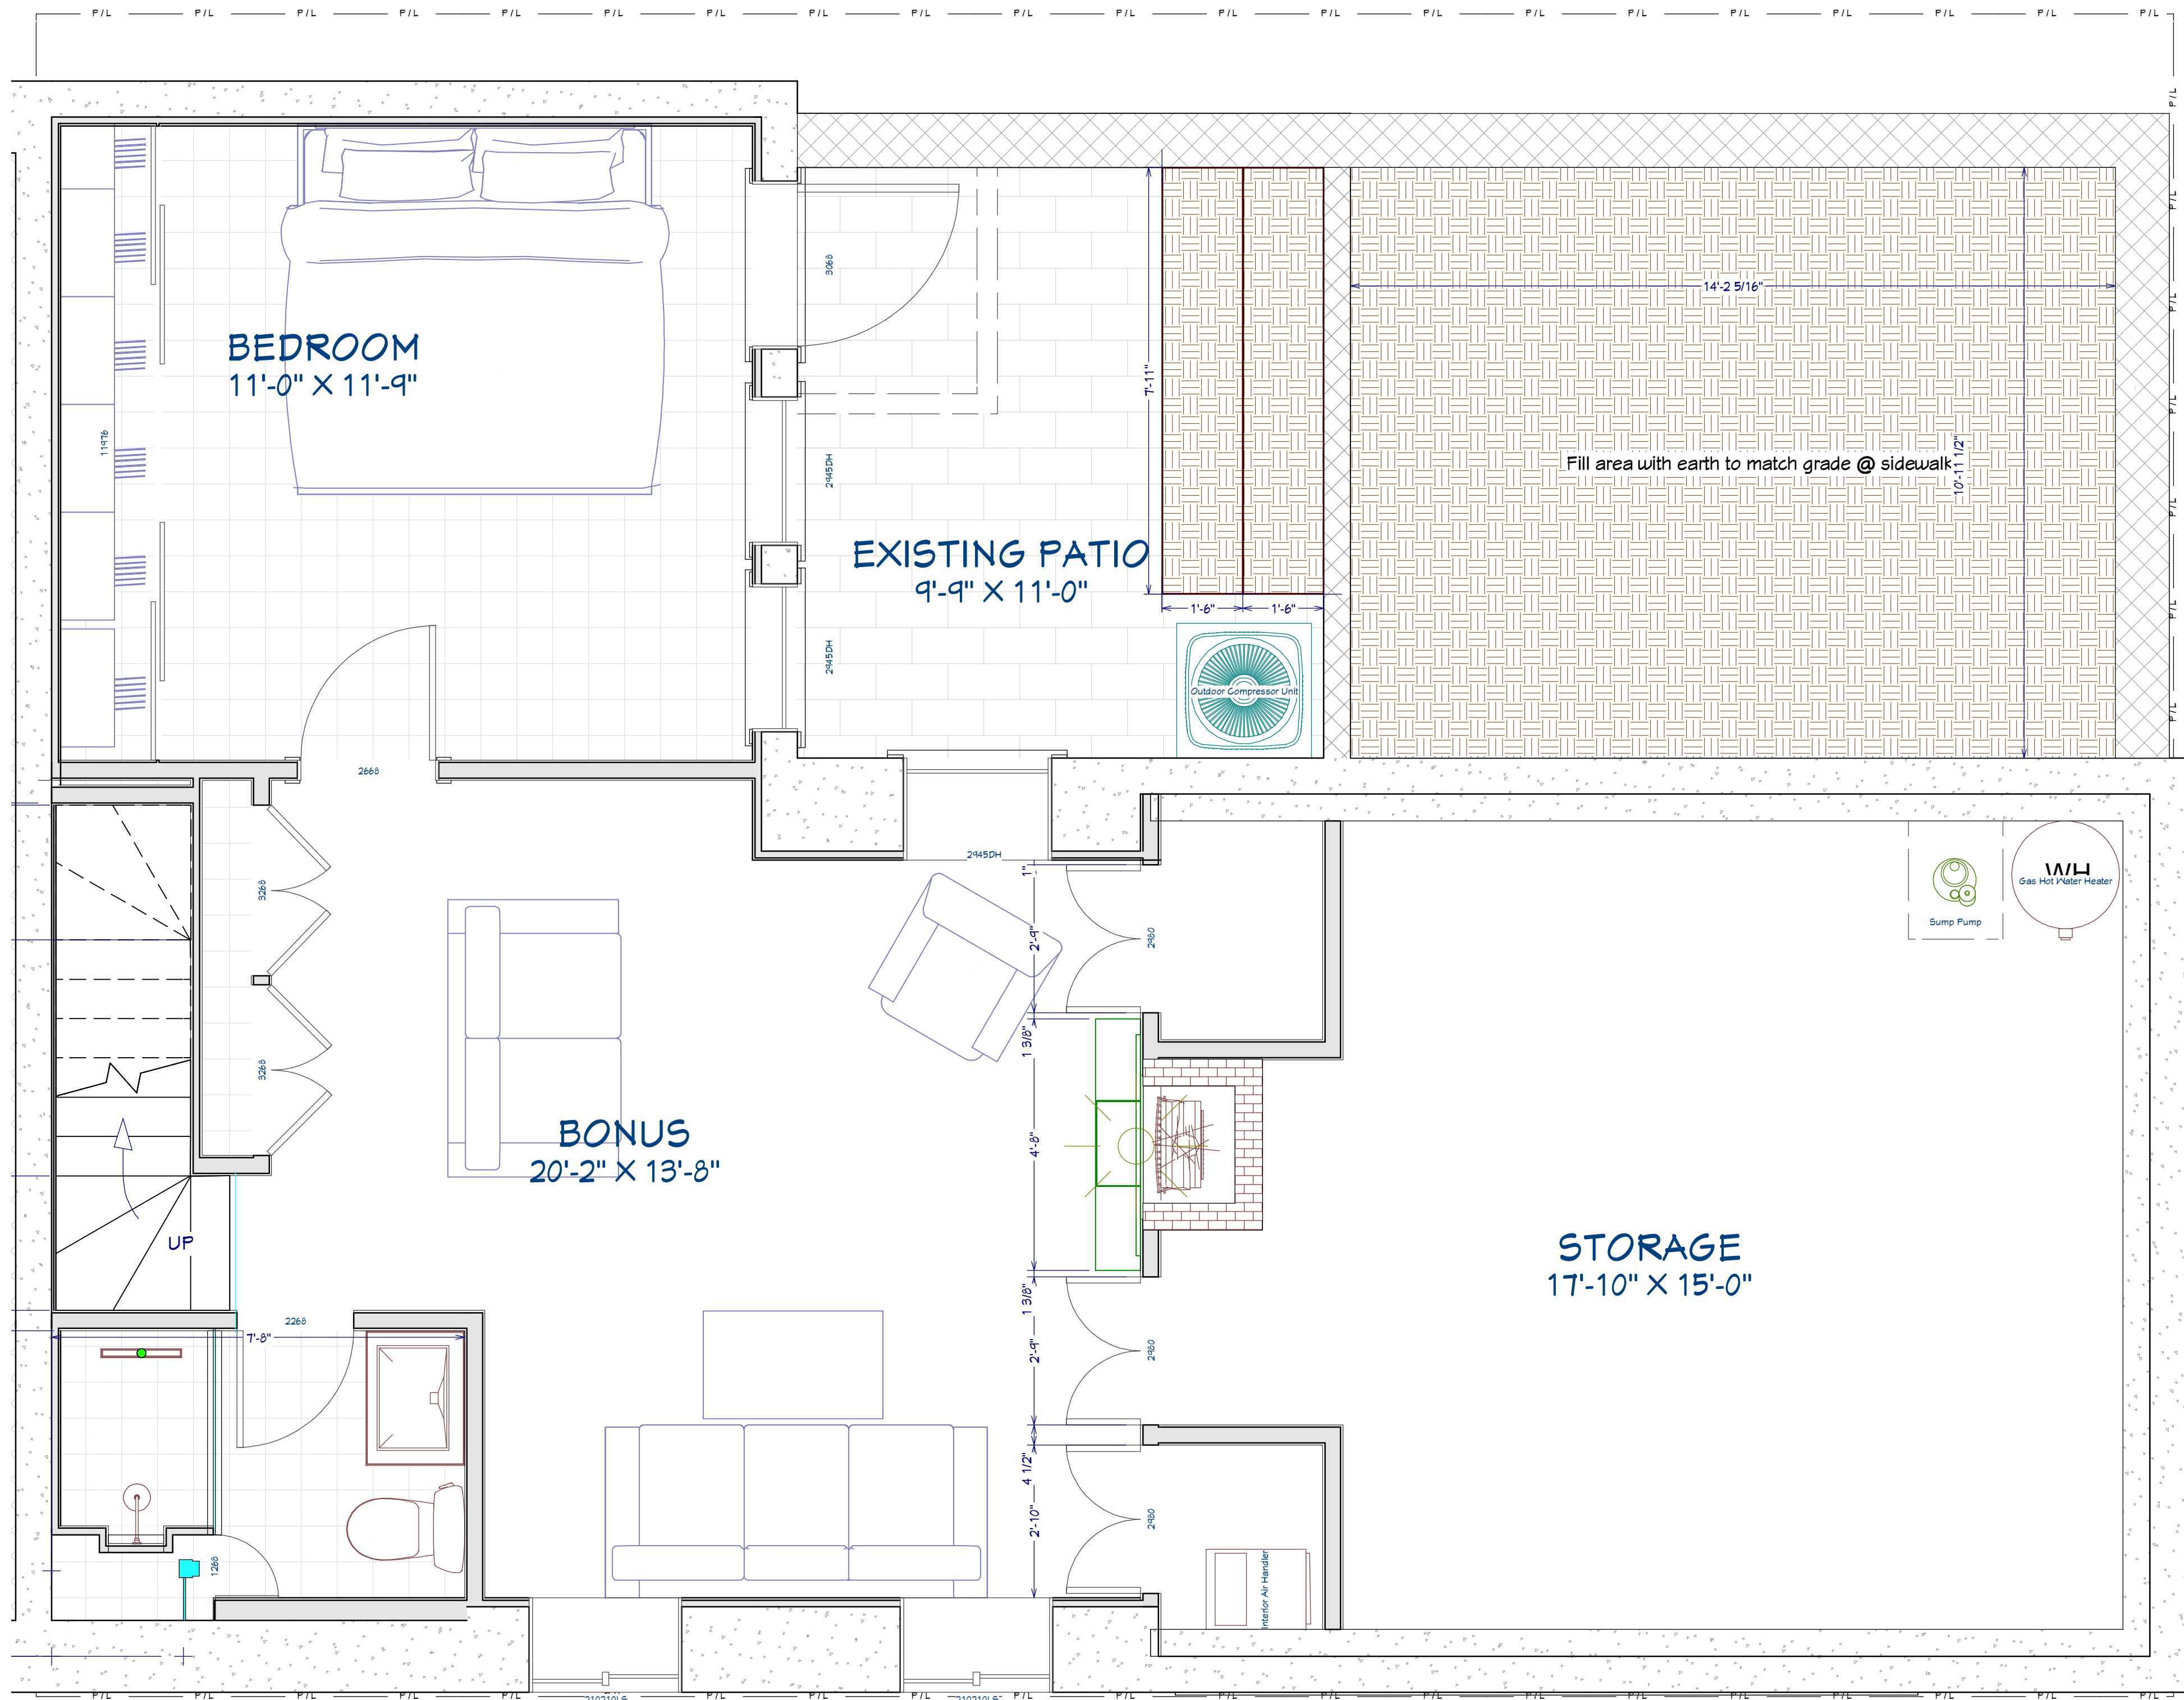 P/L P/L P/L P/L P/L P/L P/L P/L P/L P/L P/L P/L P/L P/L P/L P/L P/L P/L P/L P/L P/L
P/L
P/L
P/L
P/L
P/L
P/L
P/L
3068
14'-2 5/16"
BEDROOM
11'-0" X 11'-9"
7'-11"
11976
2945DH
Fill area with earth to match grade @ sidewalk
10'-11 1/2"
EXISTING PATIO
9'-9" X 11'-0"
1'-6" 1'-6"
2945DH
Outdoor Compressor Unit
2668
2945DH
1"
3268
WH
Gas Hot Water Heater
Sump Pump
2'-9"
2980
1 3/8"
3268
BONUS
20'-2" X 13'-8"
4'-8"
UP
STORAGE
17'-10" X 15'-0"
1 3/8"
2268
7'-8"
2'-9"
2980
4 1/2"
2'-10"
2980
1268
Interior Air Handler
P/L P/L P/L P/L P/L P/L P/L P/L P/L P/L P/L P/L P/L P/L P/L P/L P/L P/L P/L P/L P/L